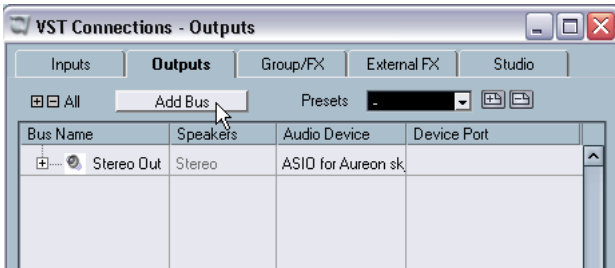 VST Connections - Outputs
Inputs Outputs Group/FX External FX Studio
All Add Bus Presets -
Bus Name Speakers Audio Device Device Port
Stereo Out Stereo ASIO for Aureon sk